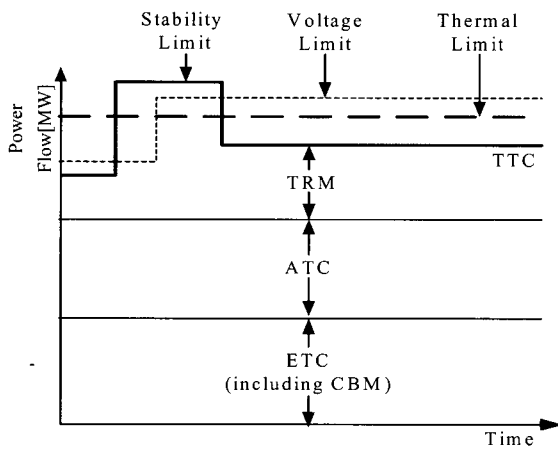 Stability
Limit
Voltage
Limit
Thermal
Limit
Power
Flow[MW]
TTC
TRM
ATC
ETC
(including CBM)
Time